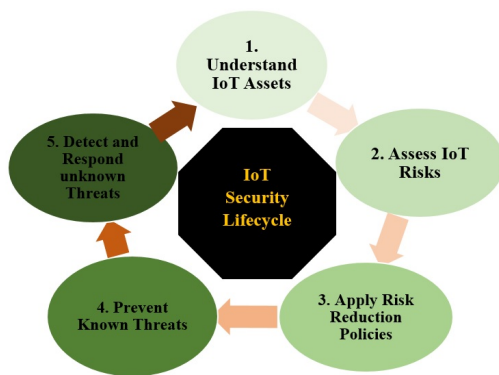 1.
Understand
IoT Assets
2. Assess IoT
Risks
3. Apply Risk
Reduction
Policies
4. Prevent
Known Threats
5. Detect and
Respond
unknown
Threats
IoT
Security
Lifecycle